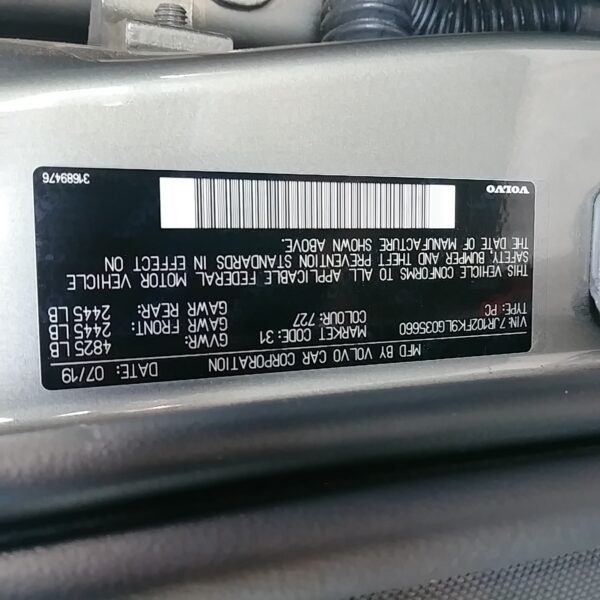 MFD BY VOLVO CAR CORPORATION DATE: 07/19
VIN: 7JR102FK9LG035660
TYPE: PC
MARKET CODE: 31
COLOUR: 727
GVWR: 4825 LB
GAWR FRONT: 2445 LB
GAWR REAR: 2445 LB
THIS VEHICLE CONFORMS TO ALL APPLICABLE FEDERAL MOTOR VEHICLE
SAFETY, BUMPER AND THEFT PREVENTION STANDARDS IN EFFECT ON
THE DATE OF MANUFACTURE SHOWN ABOVE.
VOLVO
31689476